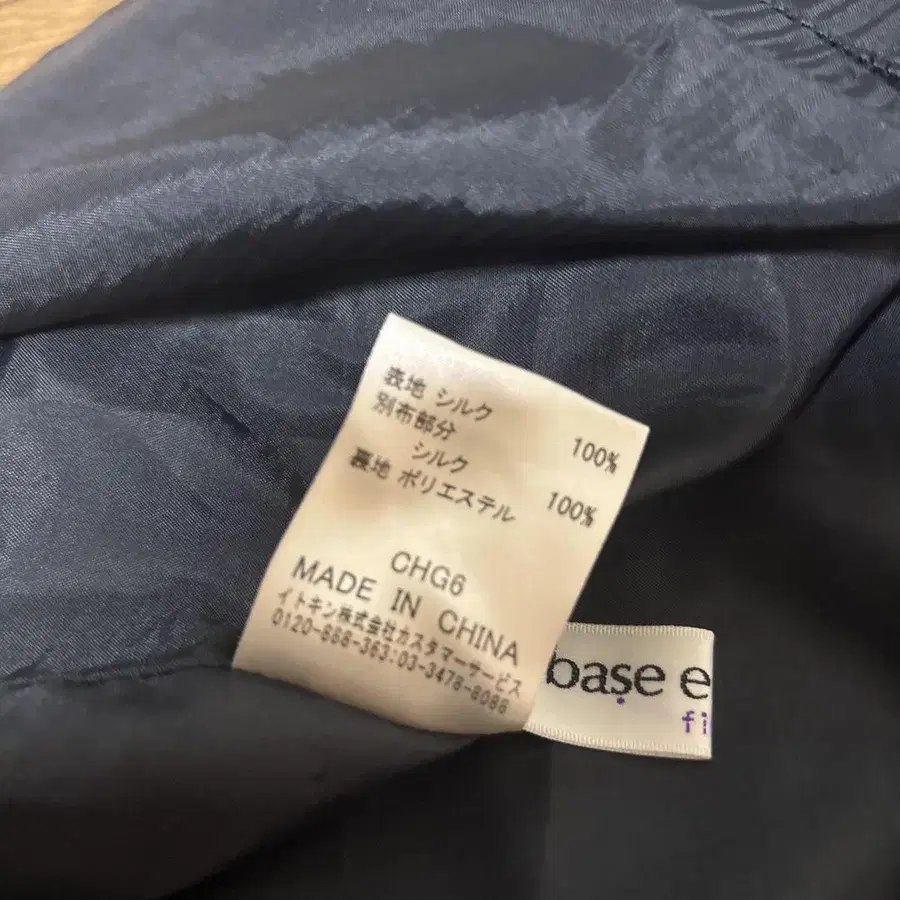 表地 シルク 100%
別布部分
シルク 100%
裏地 ポリエステル
CHG6
MADE IN CHINA
イトキン株式会社カスタマーサービス
0120-888-363:03-3478-8086
base e
fi